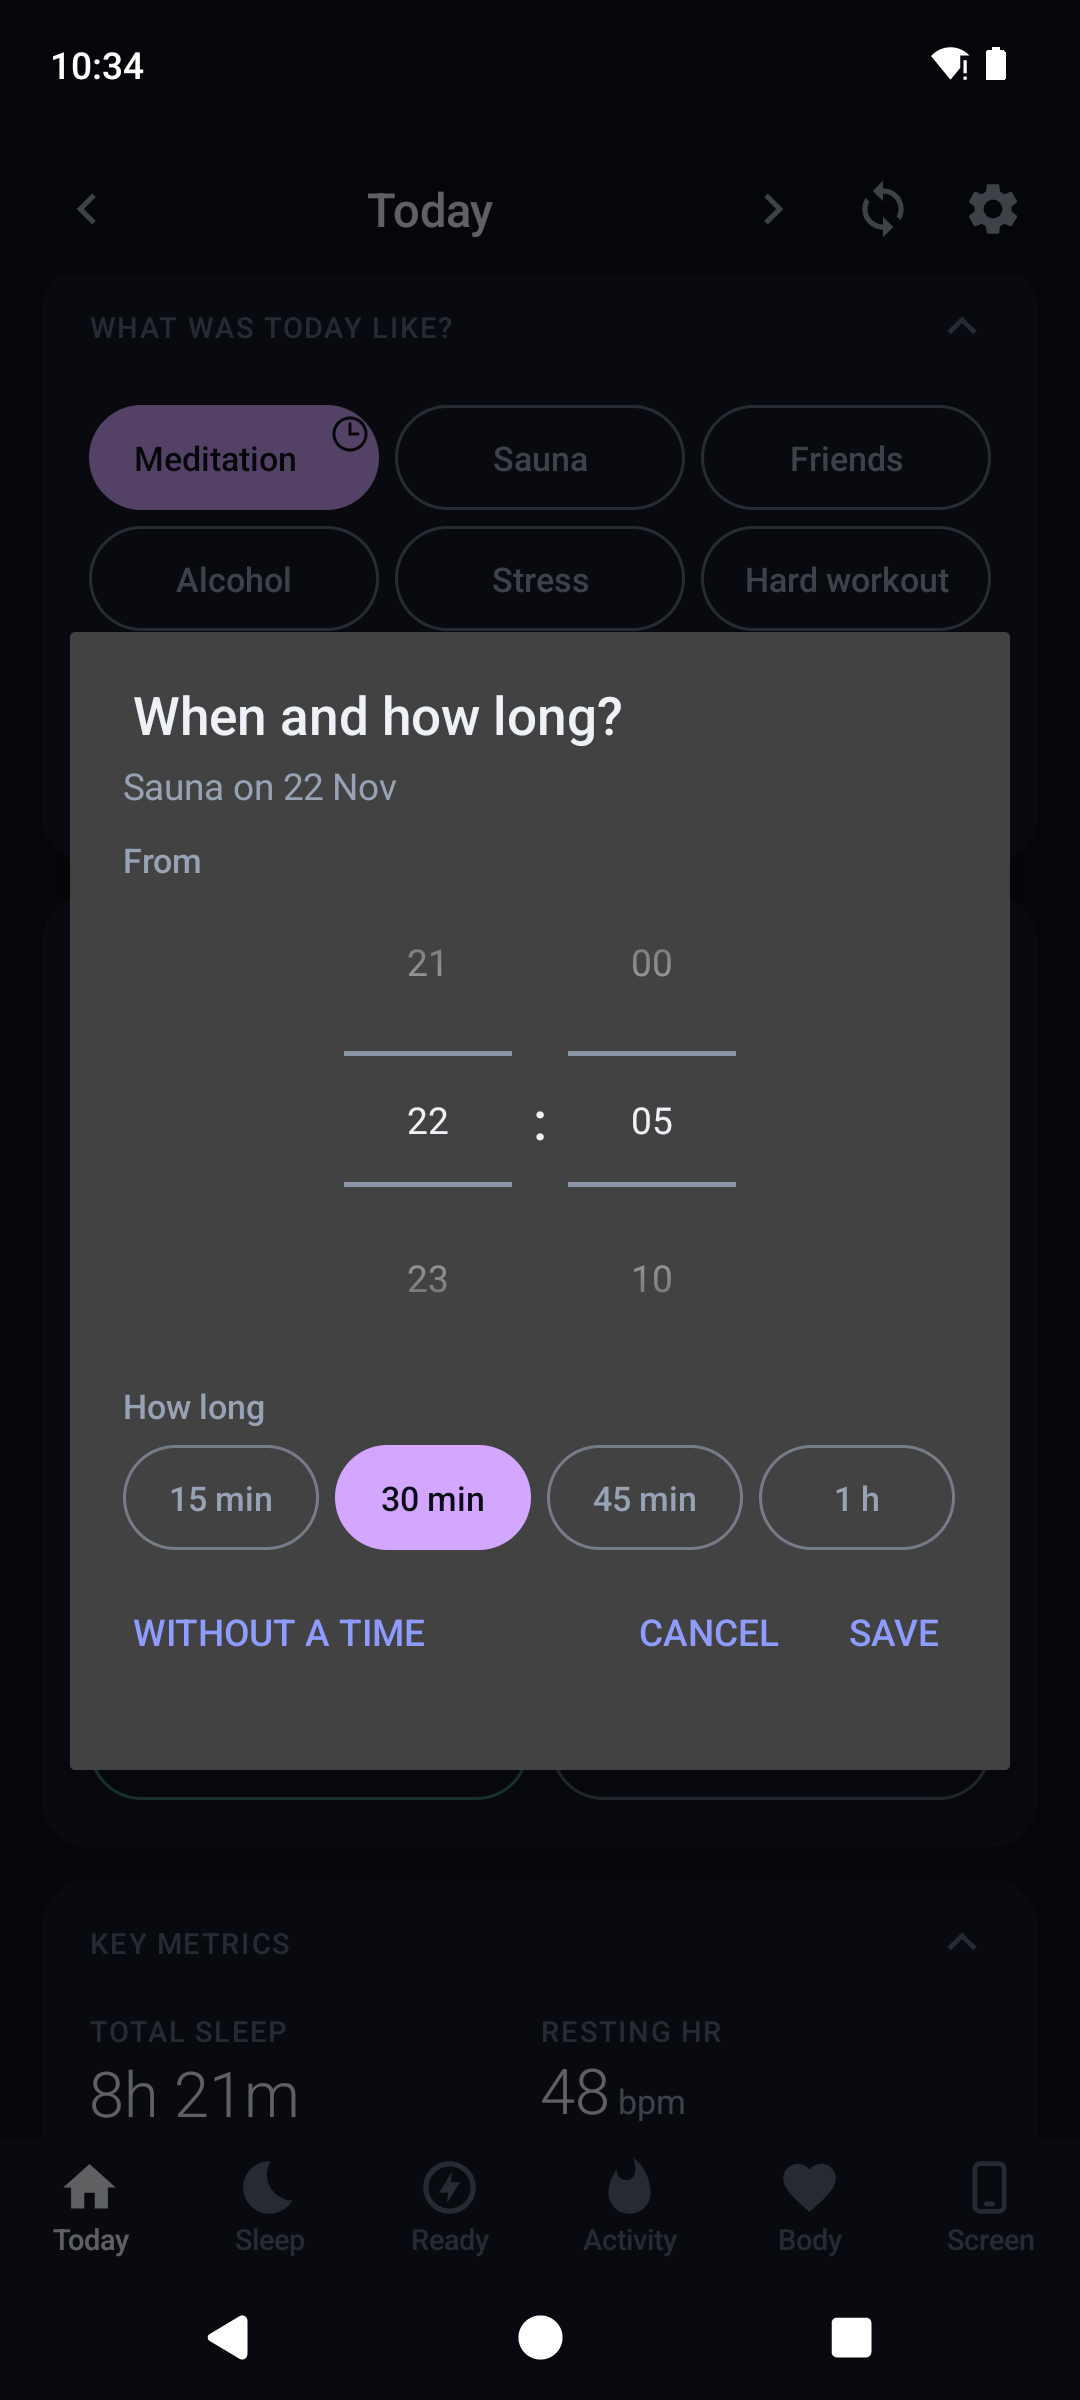 10:34
Today
WHAT WAS TODAY LIKE?
Meditation Sauna Friends
Alcohol Stress Hard workout
When and how long?
Sauna on 22 Nov
From
21 00
22 : 05
23 10
How long
15 min 30 min 45 min 1 h
WITHOUT A TIME CANCEL SAVE
KEY METRICS
TOTAL SLEEP RESTING HR
8h 21m 48 bpm
Today Sleep Ready Activity Body Screen